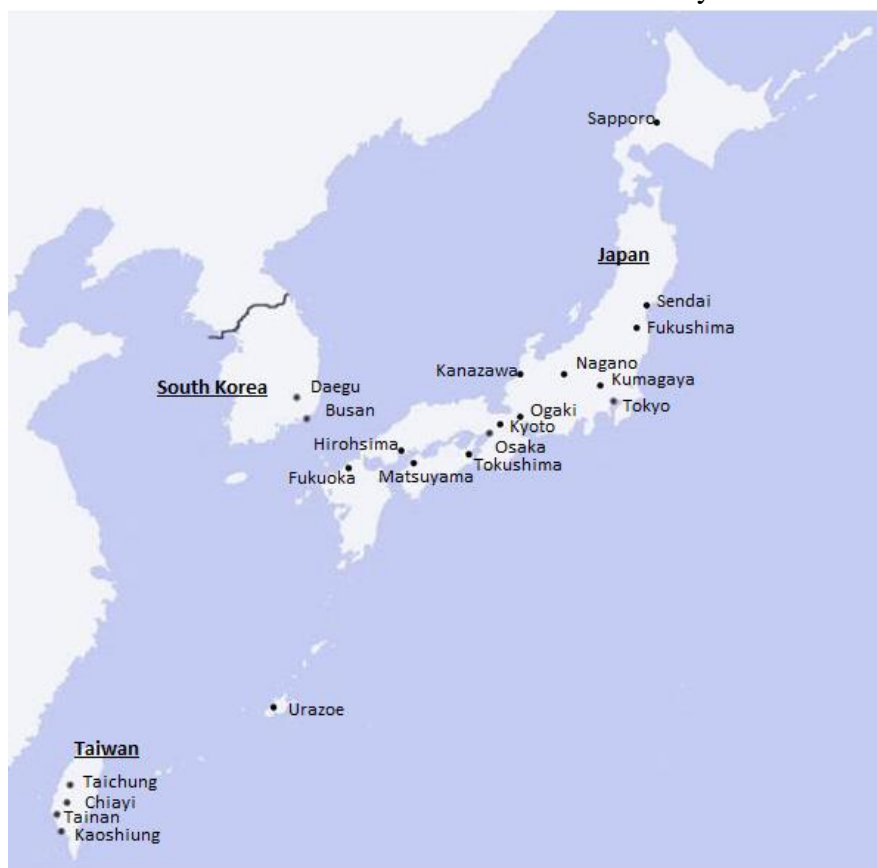 Sapporo
Japan
Sendai
Fukushima
Kanazawa
Nagano
Kumagaya
South Korea
Daegu
Tokyo
Busan
Ogaki
Kyoto
Hirohsima
Osaka
Tokushima
Fukuoka
Matsuyama
Urazoe
Taiwan
Taichung
Chiayi
Tainan
Kaoshiung